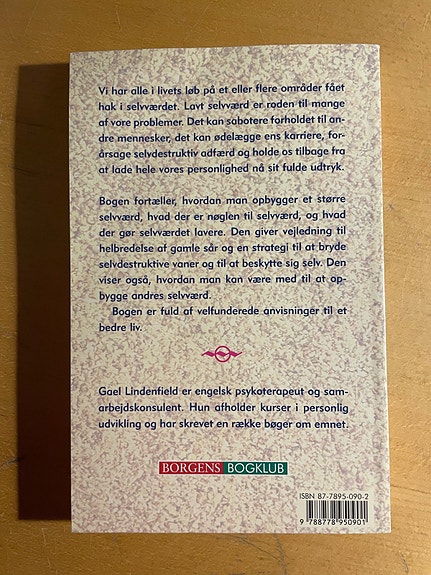 Vi har alle i livets løb på et eller flere områder fået
hak i selvværdet. Lavt selvværd er roden til mange
af vore problemer. Det kan sabotere forholdet til an-
dre mennesker, det kan ødelægge ens karriere, for-
årsage selvdestruktiv adfærd og holde os tilbage fra
at lade hele vores personlighed nå sit fulde udtryk.
Bogen fortæller, hvordan man opbygger et større
selvværd, hvad der er nøglen til selvværd, og hvad
der gør selvværdet lavere. Den giver vejledning til
helbredelse af gamle sår og en strategi til at bryde
selvdestruktive vaner og til at beskytte sig selv. Den
viser også, hvordan man kan være med til at op-
bygge andres selvværd.
Bogen er fuld af velfunderede anvisninger til et
bedre liv.
Gael Lindenfield er engelsk psykoterapeut og sam-
arbejdskonsulent. Hun afholder kurser i personlig
udvikling og har skrevet en række bøger om emnet.
BORGENS BOGKLUB
ISBN 87-7895-090-2
9 788778 950901